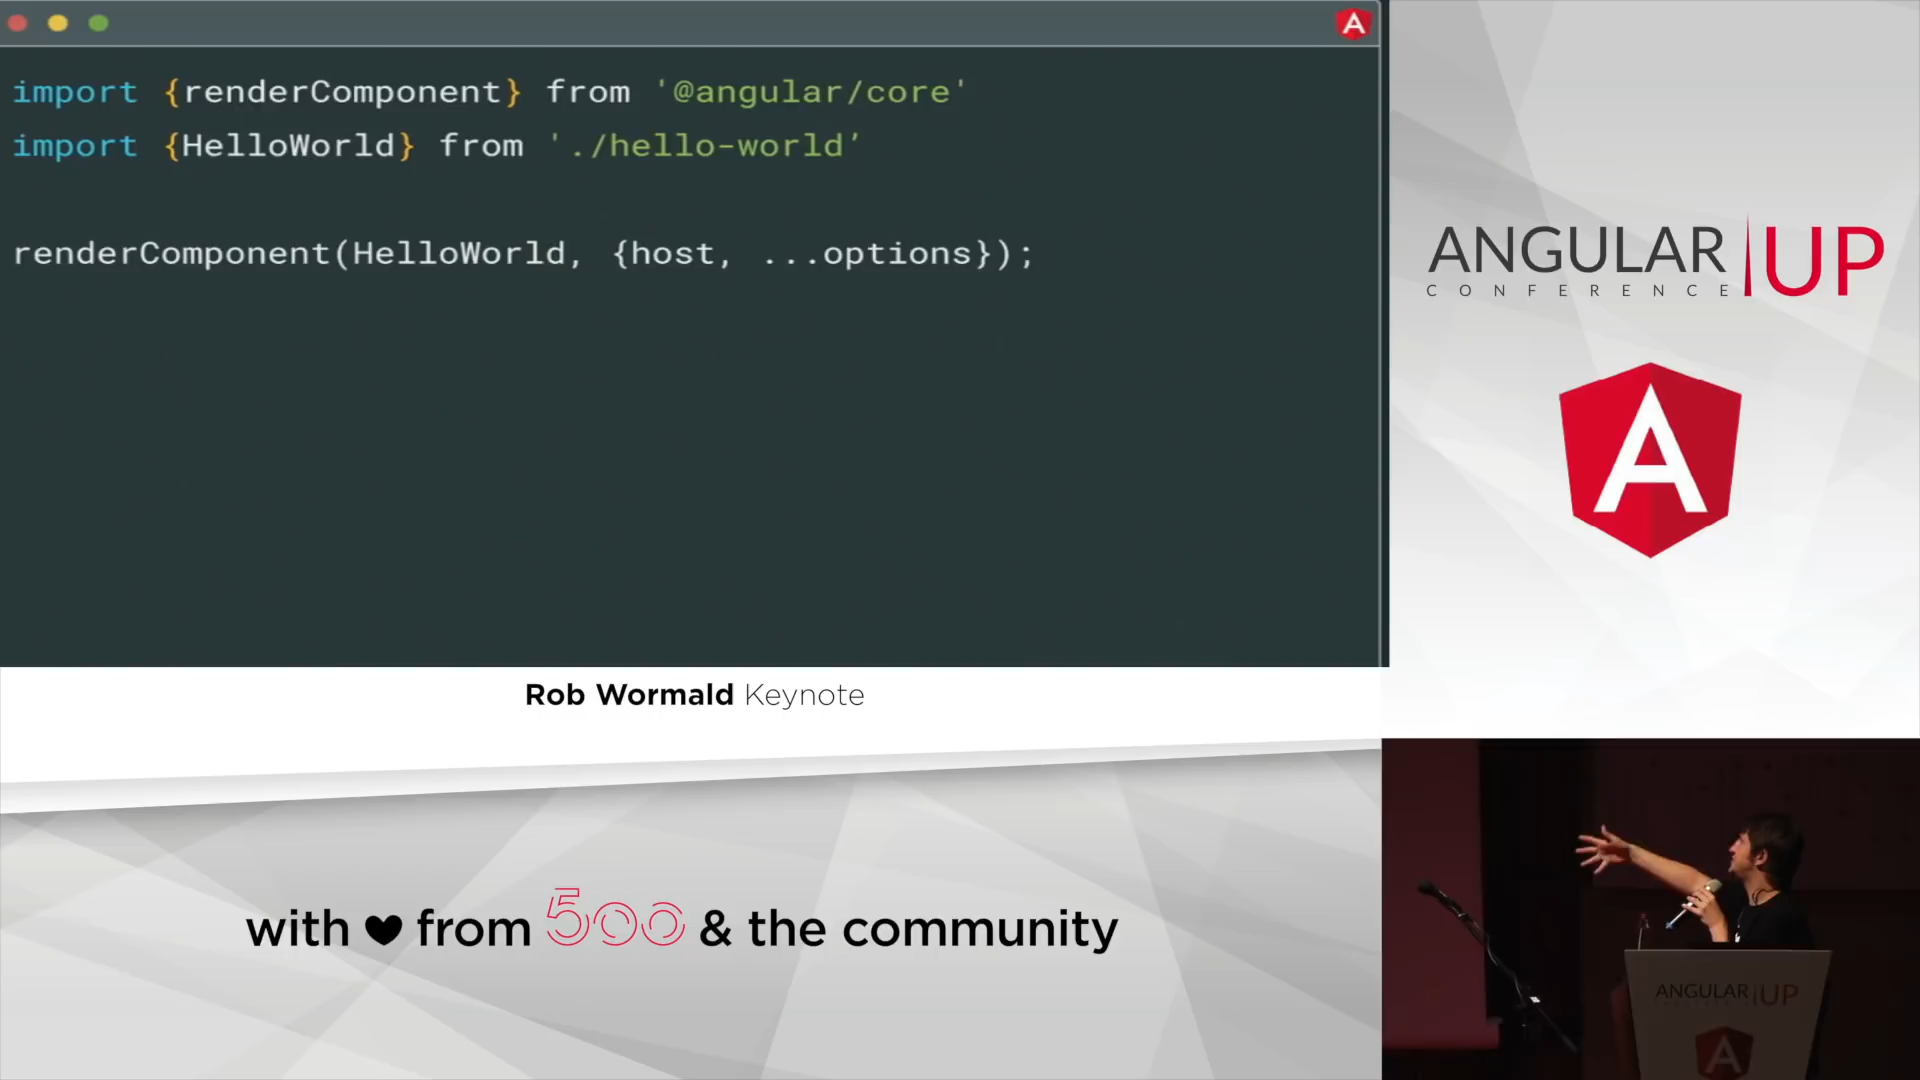 import {renderComponent} from '@angular/core'
import {HelloWorld} from './hello-world’
renderComponent(HelloWorld, {host, ...options});
ANGULAR UP
CONFERENCE
Rob Wormald Keynote
with ♥ from 500 & the community
ANGULAR UP